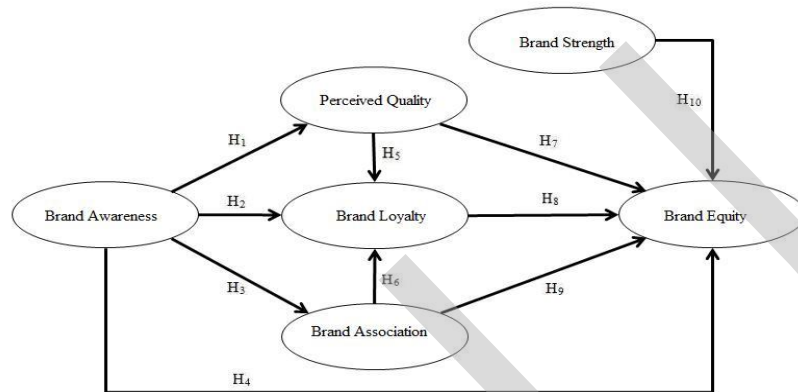 Brand Strength
Perceived Quality
H10
H1
H7
H5
Brand Awareness
H2
Brand Loyalty
H8
Brand Equity
H3
H6
H9
Brand Association
H4